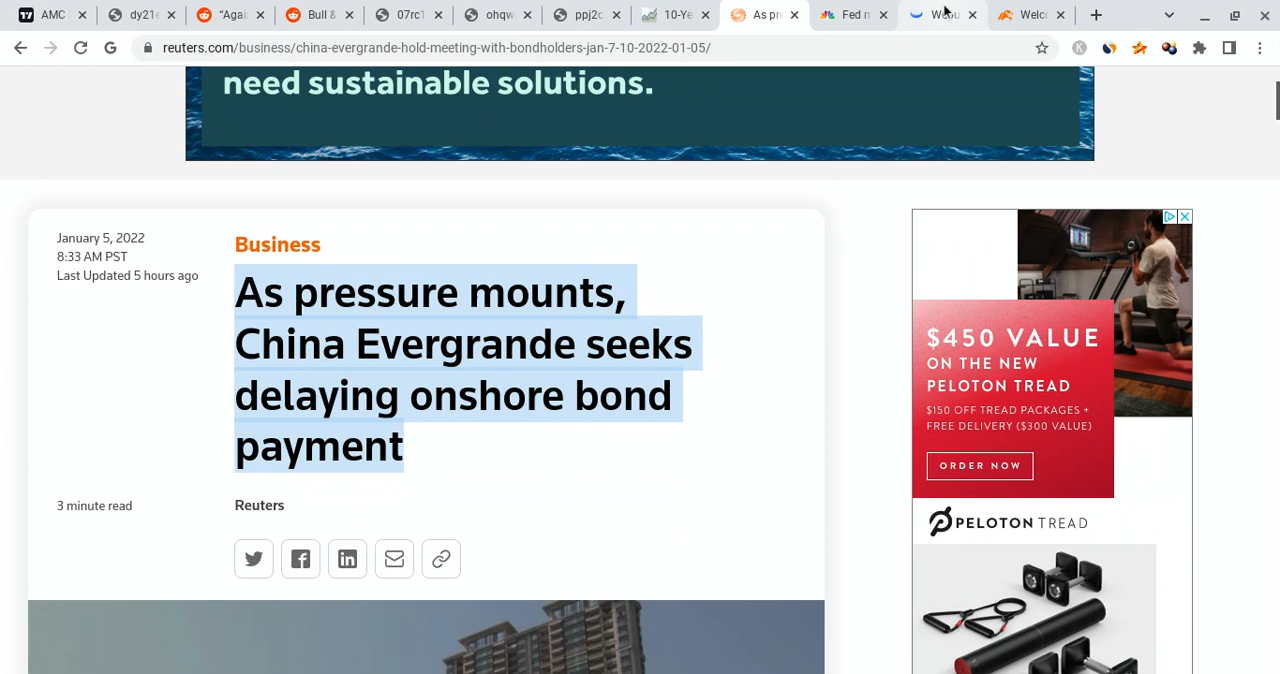 AMC
dy21e
"Agai
Bull &
07rc1
ohqw
ppj2c
10-Ye
As pr
Fed m
Welc
reuters.com/business/china-evergrande-hold-meeting-with-bondholders-jan-7-10-2022-01-05/
need sustainable solutions.
January 5, 2022
8:33 AM PST
Last Updated 5 hours ago
Business
As pressure mounts,
China Evergrande seeks
delaying onshore bond
payment
3 minute read
Reuters
$450 VALUE
ON THE NEW
PELOTON TREAD
$150 OFF TREAD PACKAGES +
FREE DELIVERY ($300 VALUE)
ORDER NOW
PELOTON TREAD